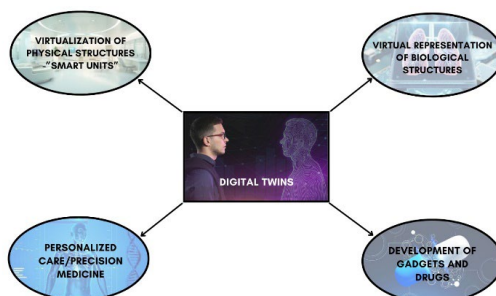 VIRTUALIZATION OF
PHYSICAL STRUCTURES
-"SMART UNITS"
VIRTUAL REPRESENTATION
OF BIOLOGICAL
STRUCTURES
DIGITAL TWINS
PERSONALIZED
CARE/PRECISION
MEDICINE
DEVELOPMENT OF
GADGETS AND
DRUGS